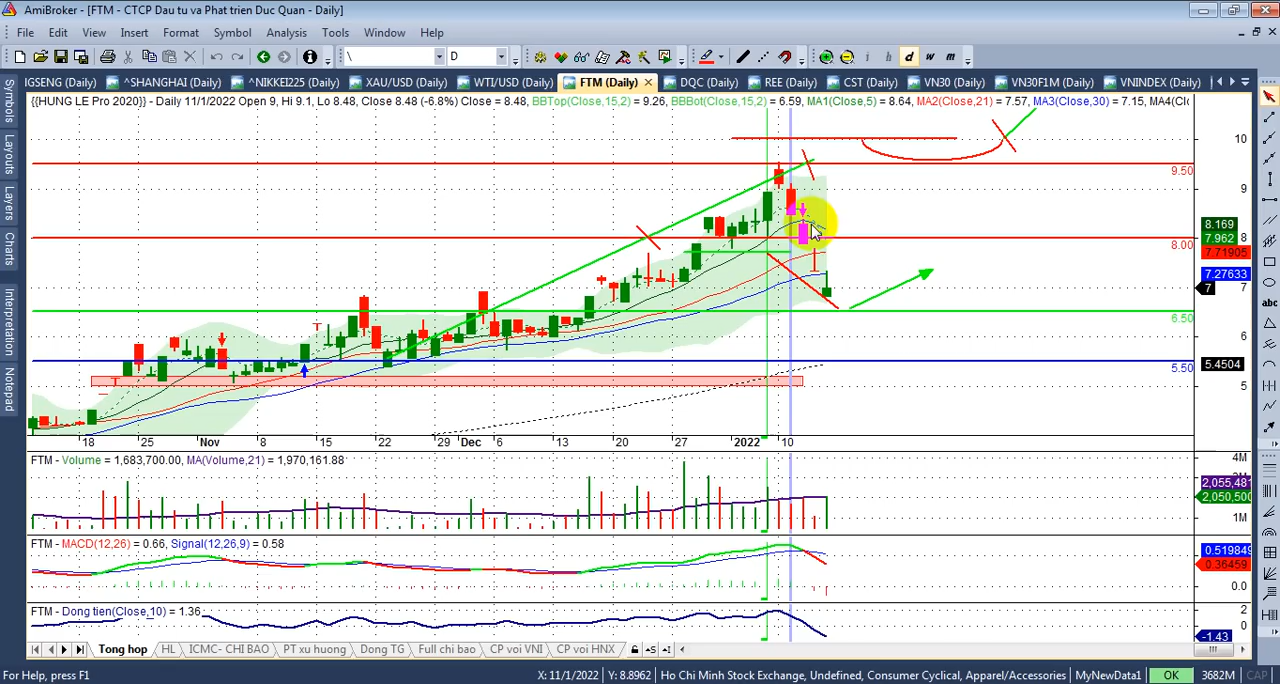 AmiBroker - [FTM - CTCP Dau tu va Phat trien Duc Quan - Daily]
File Edit View Insert Format Symbol Analysis Tools Window Help
\ D i h d w m
IGSENG (Daily) ^SHANGHAI (Daily) ^NIKKEI225 (Daily) XAU/USD (Daily) WTI/USD (Daily) FTM (Daily) DQC (Daily) REE (Daily) CST (Daily) VN30 (Daily) VN30F1M (Daily) VNINDEX (Daily)
{{HUNG LE Pro 2020}} - Daily 11/1/2022 Open 9, Hi 9.1, Lo 8.48, Close 8.48 (-6.8%) Close = 8.48, BBTop(Close,15,2) = 9.26, BBBot(Close,15,2) = 6.59, MA1(Close,5) = 8.64, MA2(Close,21) = 7.57, MA3(Close,30) = 7.15, MA4(Clo
Symbols
Layouts
Layers
Charts
Interpretation
Notepad
abc
10
9.50
9
8.169
7.962 8
8.00
7.71905
7.27633
7 7
6.50
6
5.4504
5.50
5
18 25 Nov 8 15 22 29 Dec 6 13 20 27 2022 10
FTM - Volume = 1,683,700.00, MA(Volume,21) = 1,970,161.88
4M
2,055,481
2,050,500
1M
FTM - MACD(12,26) = 0.66, Signal(12,26,9) = 0.58
0.519849
0.36459
0.0
FTM - Dong tien(Close,10) = 1.36
2
0
-1.43
Tong hop HL ICMC- CHI BAO PT xu huong Dong TG Full chi bao CP voi VNI CP voi HNX
For Help, press F1 X: 11/1/2022 Y: 8.8962 Ho Chi Minh Stock Exchange, Undefined, Consumer Cyclical, Apparel/Accessories MyNewData1 OK 3682M CAP